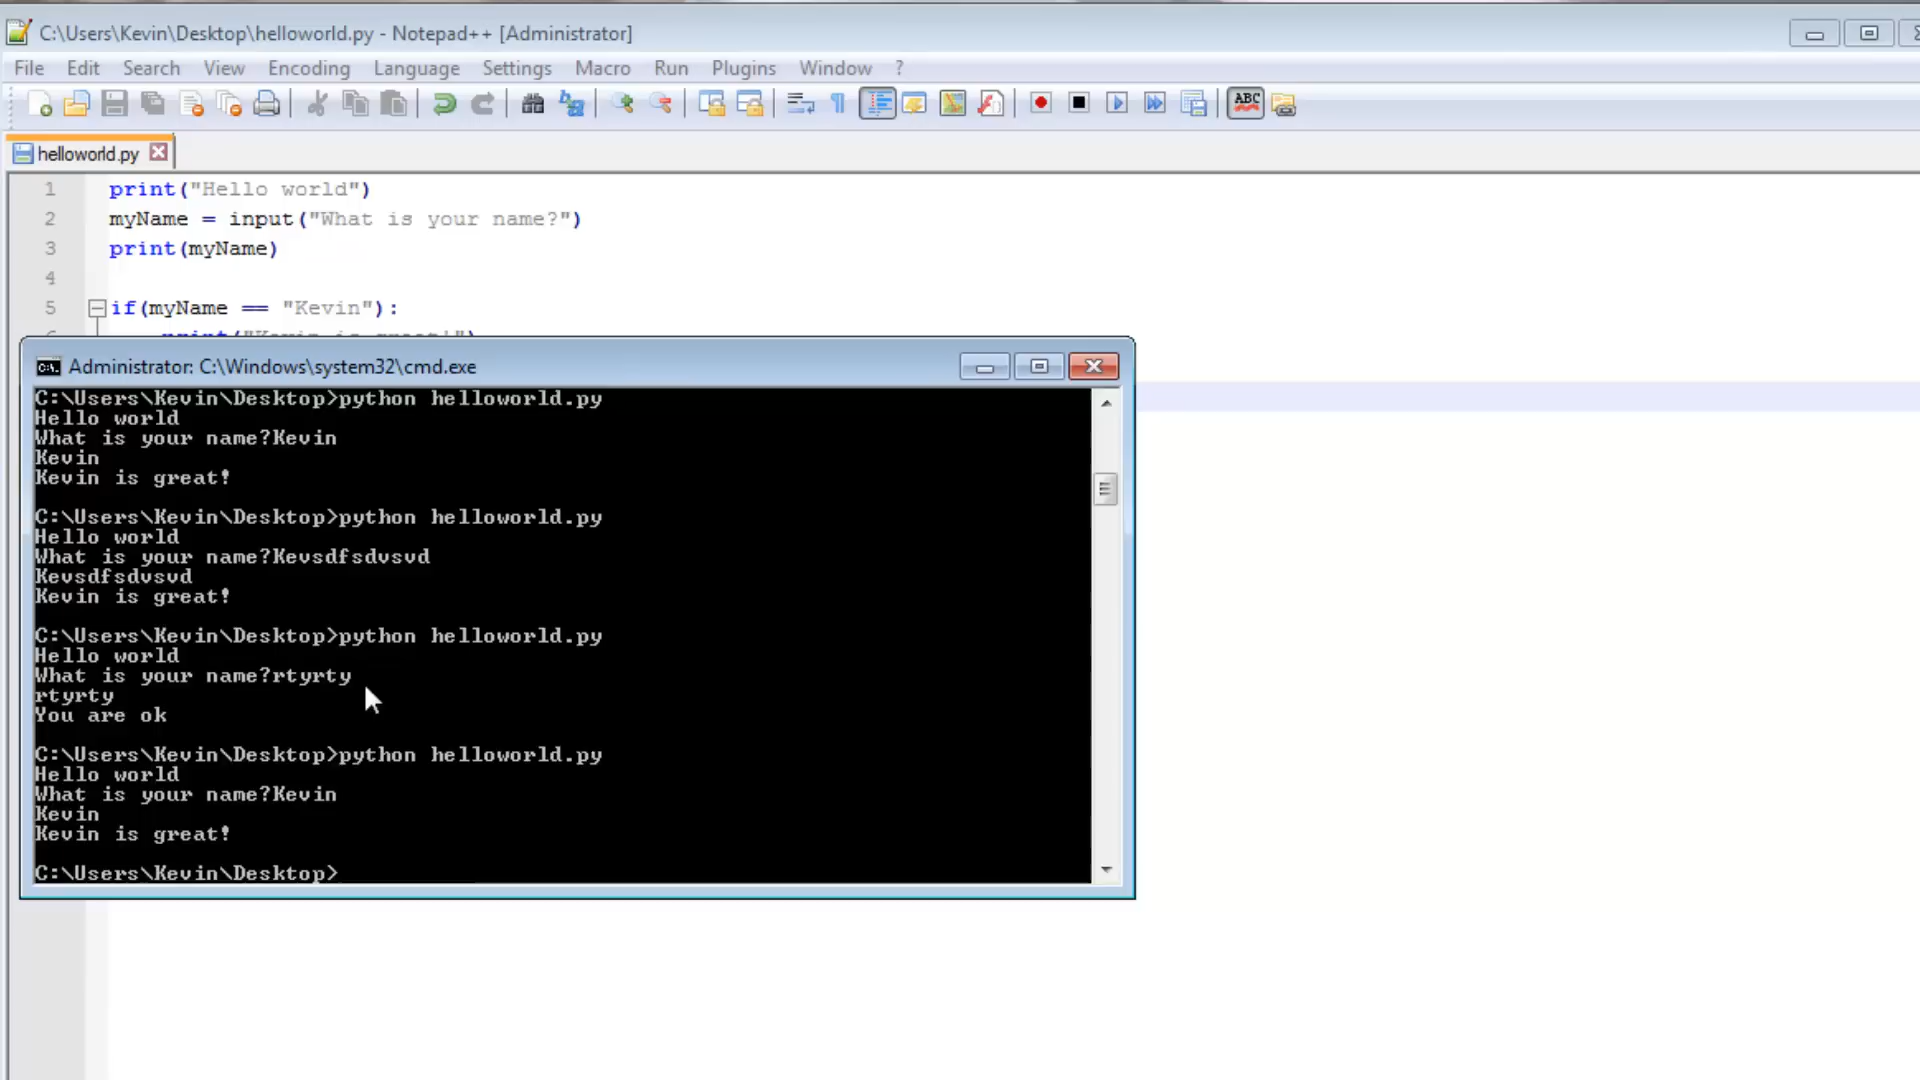 C:\Users\Kevin\Desktop\helloworld.py - Notepad++ [Administrator]
File Edit Search View Encoding Language Settings Macro Run Plugins Window ?
ABC
helloworld.py
1 print("Hello world")
2 myName = input("What is your name?")
3 print(myName)
4
5 if(myName == "Kevin"):
print("Kevin is great!")
Administrator: C:\Windows\system32\cmd.exe
C:\Users\Kevin\Desktop>python helloworld.py
Hello world
What is your name?Kevin
Kevin
Kevin is great!
C:\Users\Kevin\Desktop>python helloworld.py
Hello world
What is your name?Kevsdfsdvsvd
Kevsdfsdvsvd
Kevin is great!
C:\Users\Kevin\Desktop>python helloworld.py
Hello world
What is your name?rtyrty
rtyrty
You are ok
C:\Users\Kevin\Desktop>python helloworld.py
Hello world
What is your name?Kevin
Kevin
Kevin is great!
C:\Users\Kevin\Desktop>